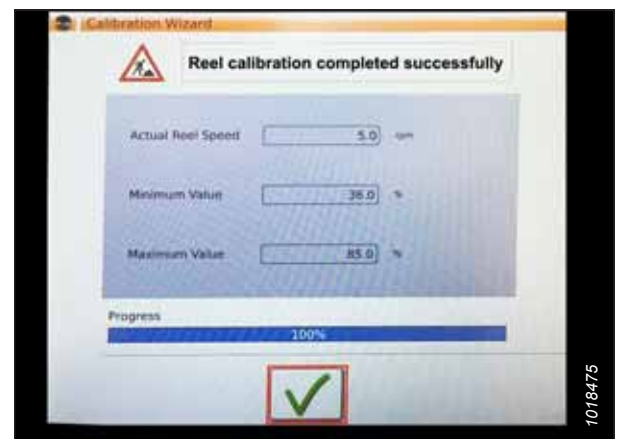 Calibration Wizard
Reel calibration completed successfully
Actual Reel Speed 5.0 rpm
Minimum Value 36.0 %
Maximum Value 85.0 %
Progress
100%
1018475